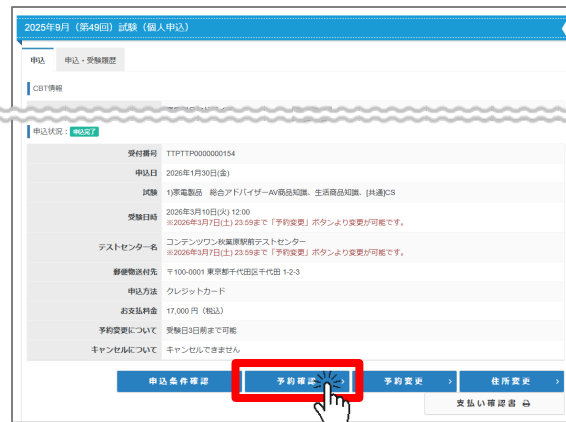 2025年9月（第49回）試験（個人申込）
申込 申込・受験履歴
CBT情報
申込状況： 申込完了
受付番号 TTPTTP0000000154
申込日 2026年1月30日(金)
試験 1)家電製品 総合アドバイザーAV商品知識、生活商品知識、[共通]CS
受験日時 2026年3月10日(火) 12:00
※2026年3月7日(土) 23:59まで「予約変更」ボタンより変更が可能です。
テストセンター名 コンテンツワン秋葉原駅前テストセンター
※2026年3月7日(土) 23:59まで「予約変更」ボタンより変更が可能です。
郵便物送付先 〒100-0001 東京都千代田区千代田 1-2-3
申込方法 クレジットカード
お支払料金 17,000 円（税込）
予約変更について 受験日3日前まで可能
キャンセルについて キャンセルできません
申込条件確認 予約確認 予約変更 住所変更
支払い確認書